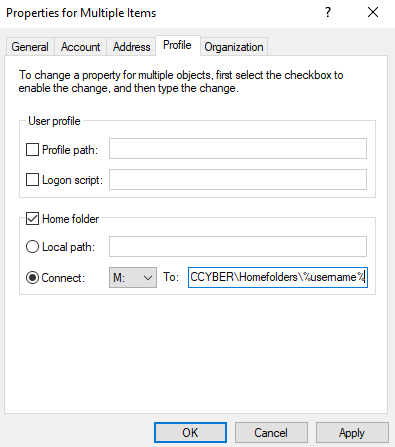 Properties for Multiple Items
? ×
General Account Address Profile Organization
To change a property for multiple objects, first select the checkbox to
enable the change, and then type the change.
User profile
Profile path:
Logon script:
Home folder
Local path:
Connect: M: To: CCYBER\Homefolders\%username%
OK Cancel Apply